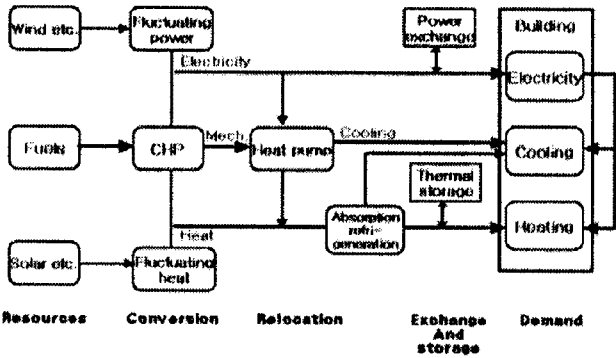 Wind etc.
Fluctuating
power
Power
exchange
Building
Electricity
Electricity
Fuels
CHP
Mech.
Heat pump
Cooling
Cooling
Thermal
storage
Heat
Absorption
refri-
generation
Heating
Solar etc.
Fluctuating
heat
Resources
Conversion
Relocation
Exchange
And
storage
Demand